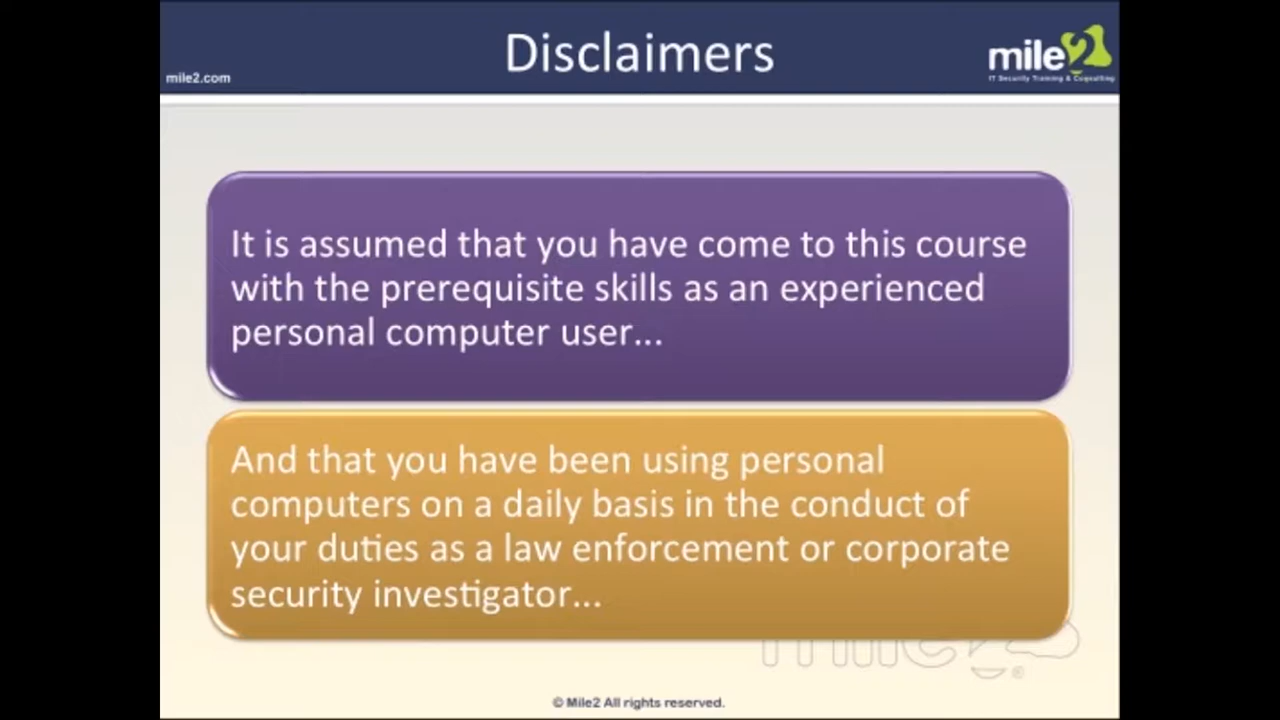 Disclaimers
mile2.com
mile2
IT Security Training & Consulting
It is assumed that you have come to this course
with the prerequisite skills as an experienced
personal computer user...
And that you have been using personal
computers on a daily basis in the conduct of
your duties as a law enforcement or corporate
security investigator...
mile2
®
© Mile2 All rights reserved.